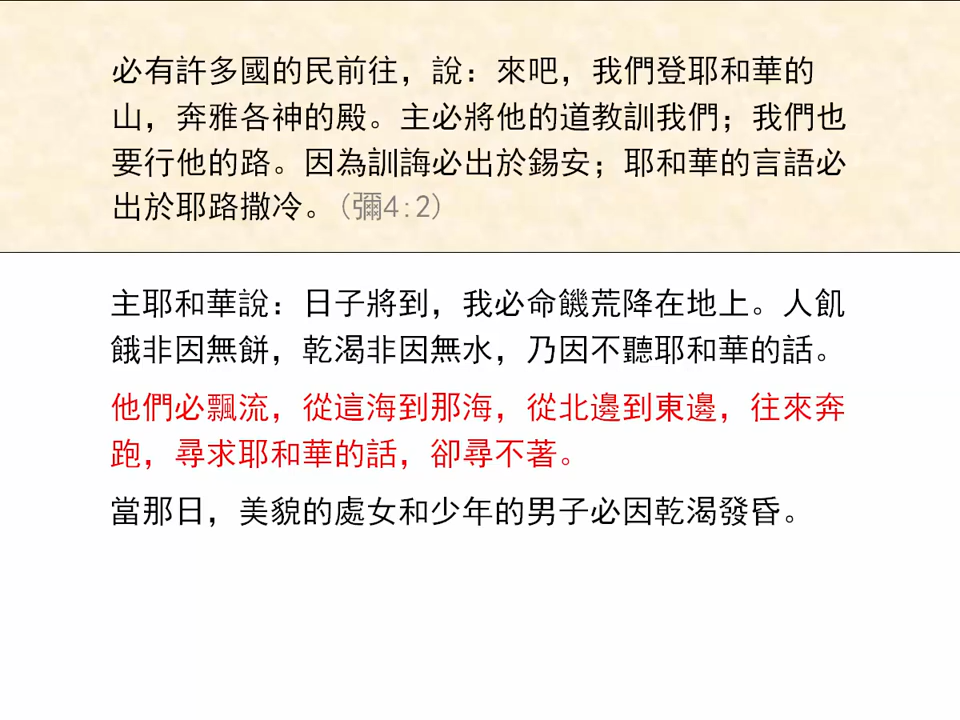 必有許多國的民前往，說：來吧，我們登耶和華的
山，奔雅各神的殿。主必將他的道教訓我們；我們也
要行他的路。因為訓誨必出於錫安；耶和華的言語必
出於耶路撒冷。(彌4:2)
主耶和華說：日子將到，我必命饑荒降在地上。人飢
餓非因無餅，乾渴非因無水，乃因不聽耶和華的話。
他們必飄流，從這海到那海，從北邊到東邊，往來奔
跑，尋求耶和華的話，卻尋不著。
當那日，美貌的處女和少年的男子必因乾渴發昏。